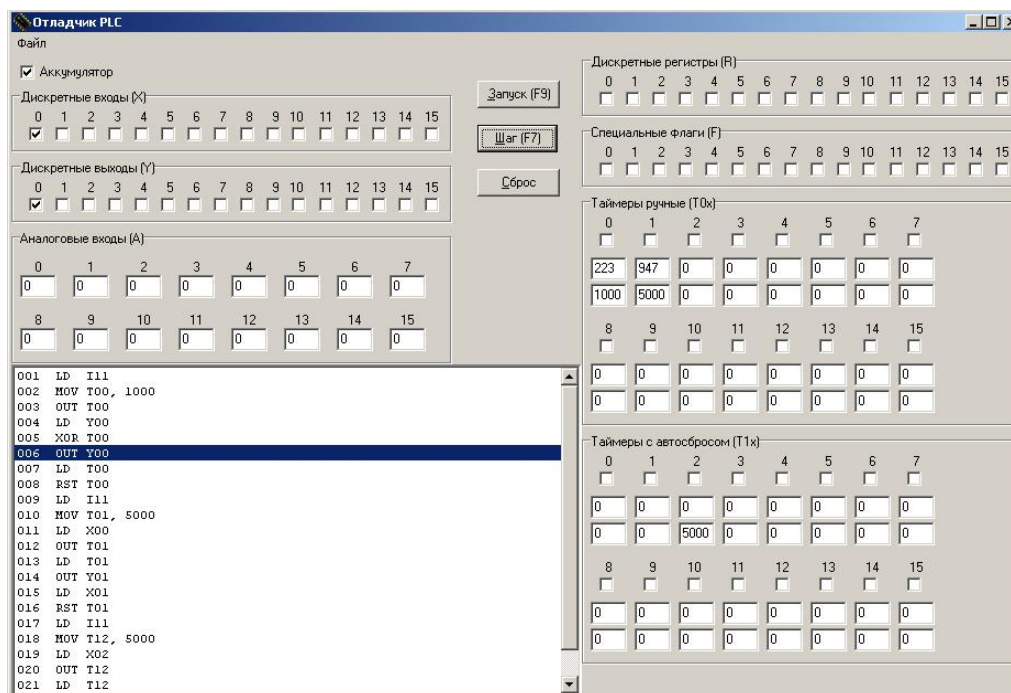 Отладчик PLC
Файл
Аккумулятор
Дискретные входы (X)
0 1 2 3 4 5 6 7 8 9 10 11 12 13 14 15
Дискретные выходы (Y)
0 1 2 3 4 5 6 7 8 9 10 11 12 13 14 15
Аналоговые входы (A)
0 1 2 3 4 5 6 7
0 0 0 0 0 0 0 0
8 9 10 11 12 13 14 15
0 0 0 0 0 0 0 0
Запуск (F9)
Шаг (F7)
Сброс
001 LD I11
002 MOV T00, 1000
003 OUT T00
004 LD Y00
005 XOR T00
006 OUT Y00
007 LD T00
008 RST T00
009 LD I11
010 MOV T01, 5000
011 LD X00
012 OUT T01
013 LD T01
014 OUT Y01
015 LD X01
016 RST T01
017 LD I11
018 MOV T12, 5000
019 LD X02
020 OUT T12
021 LD T12
Дискретные регистры (R)
0 1 2 3 4 5 6 7 8 9 10 11 12 13 14 15
Специальные флаги (F)
0 1 2 3 4 5 6 7 8 9 10 11 12 13 14 15
Таймеры ручные (T0x)
0 1 2 3 4 5 6 7
223 947 0 0 0 0 0 0
1000 5000 0 0 0 0 0 0
8 9 10 11 12 13 14 15
0 0 0 0 0 0 0 0
0 0 0 0 0 0 0 0
Таймеры с автосбросом (T1x)
0 1 2 3 4 5 6 7
0 0 0 0 0 0 0 0
0 0 5000 0 0 0 0 0
8 9 10 11 12 13 14 15
0 0 0 0 0 0 0 0
0 0 0 0 0 0 0 0